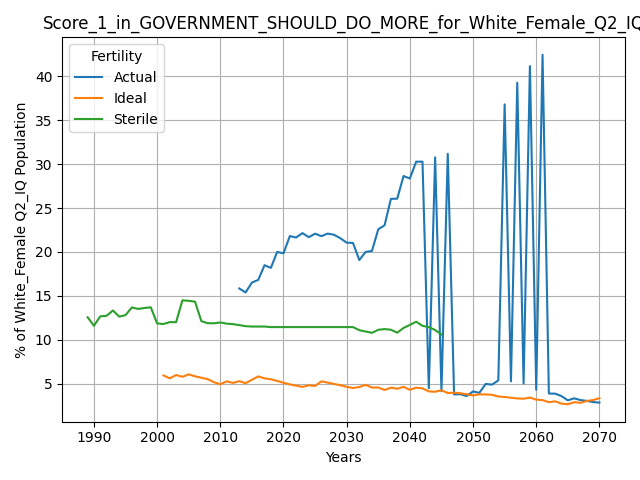 Score_1_in_GOVERNMENT_SHOULD_DO_MORE_for_White_Female_Q2_IQ
Fertility
Actual
Ideal
Sterile
% of White_Female Q2_IQ Population
40
35
30
25
20
15
10
5
1990 2000 2010 2020 2030 2040 2050 2060 2070
Years